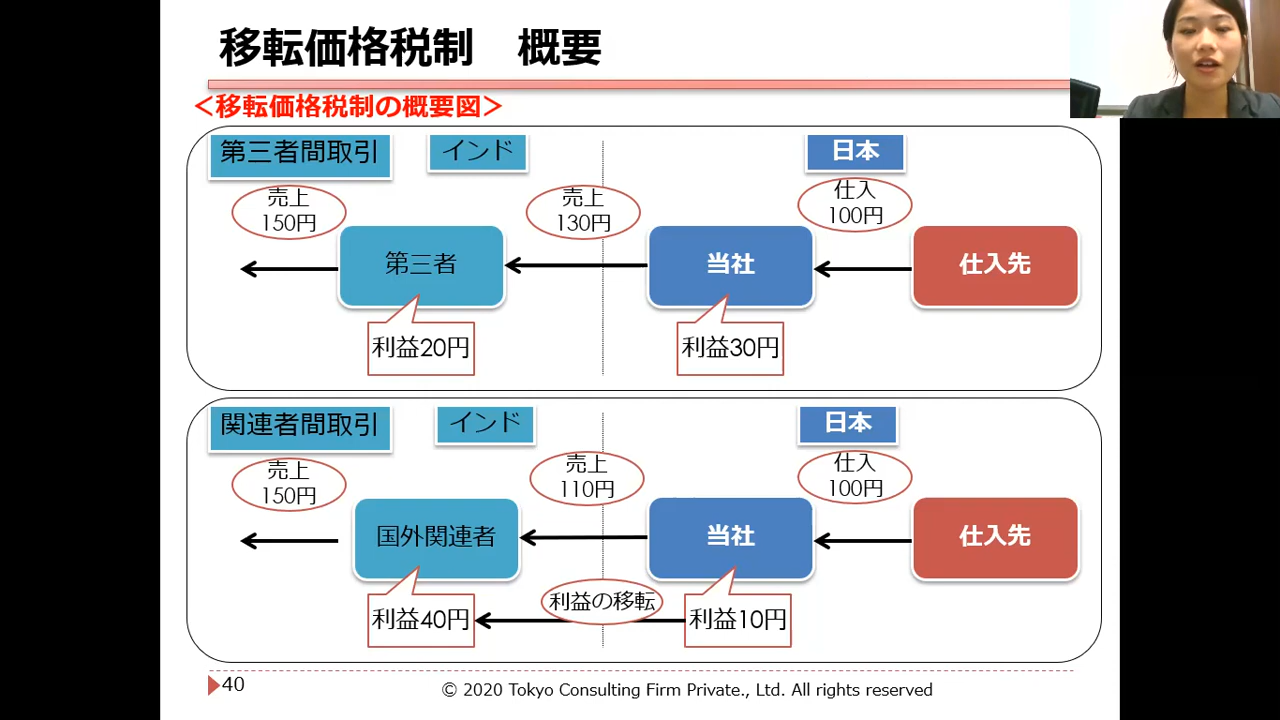 移転価格税制　概要
＜移転価格税制の概要図＞
第三者間取引
インド
日本
売上
150円
売上
130円
仕入
100円
第三者
当社
仕入先
利益20円
利益30円
関連者間取引
インド
日本
売上
150円
売上
110円
仕入
100円
国外関連者
当社
仕入先
利益の移転
利益40円
利益10円
40
© 2020 Tokyo Consulting Firm Private., Ltd. All rights reserved